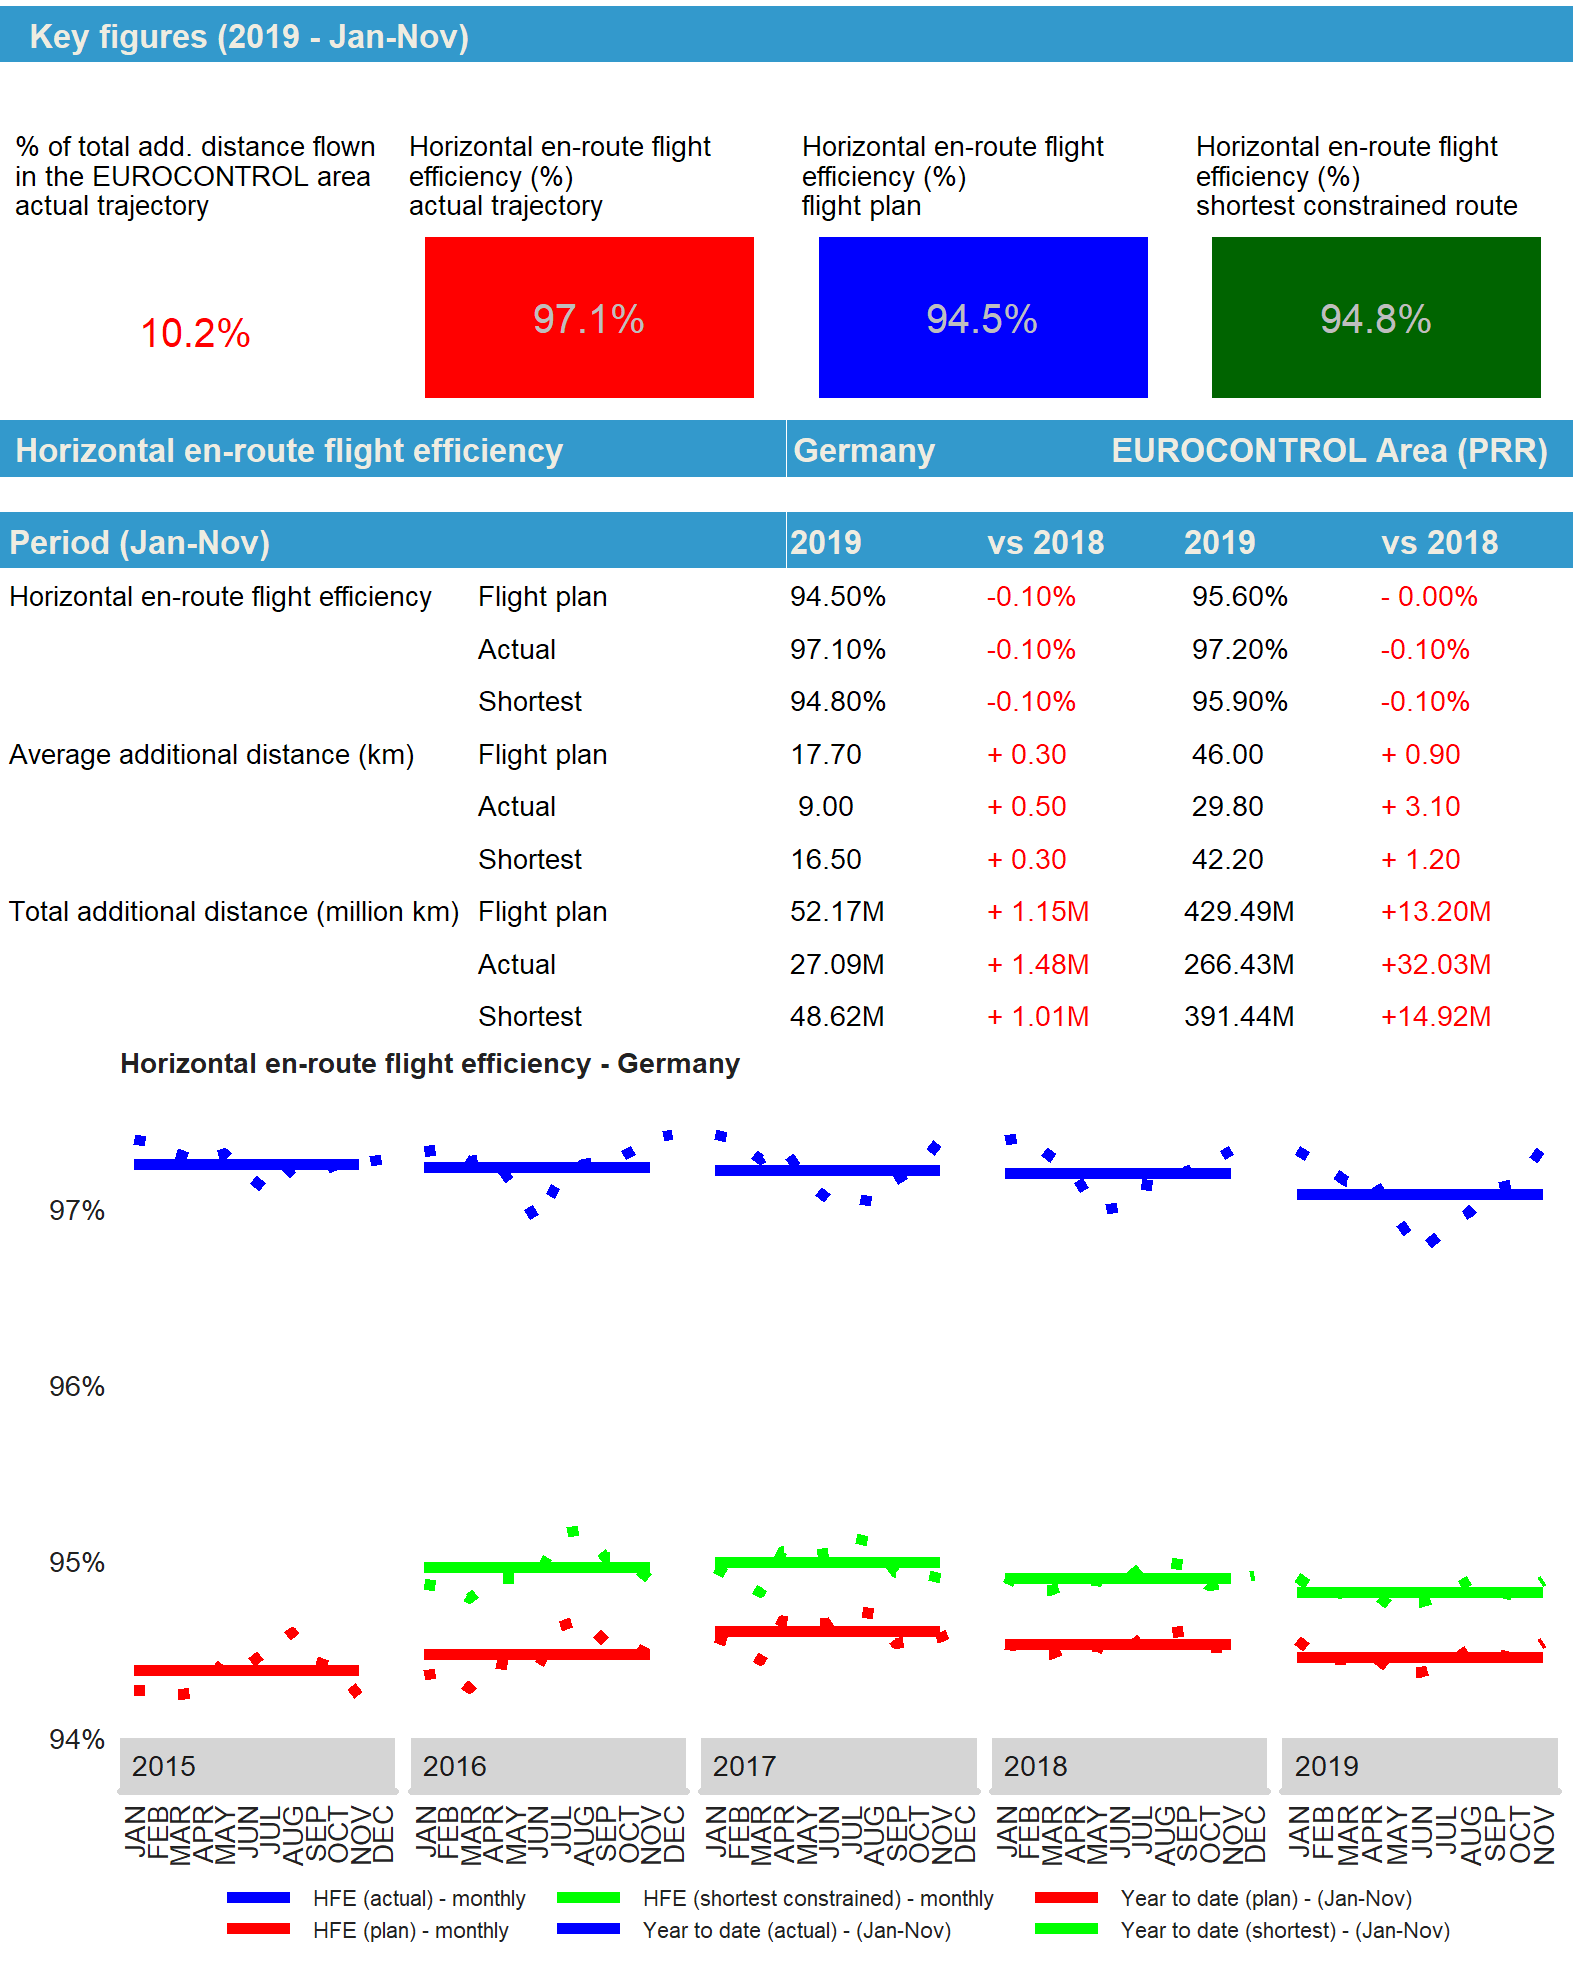 Key figures (2019 - Jan-Nov)
% of total add. distance flown
in the EUROCONTROL area
actual trajectory
10.2%
Horizontal en-route flight
efficiency (%)
actual trajectory
97.1%
Horizontal en-route flight
efficiency (%)
flight plan
94.5%
Horizontal en-route flight
efficiency (%)
shortest constrained route
94.8%
Horizontal en-route flight efficiency Germany EUROCONTROL Area (PRR)
Period (Jan-Nov) 2019 vs 2018 2019 vs 2018
Horizontal en-route flight efficiency Flight plan 94.50% -0.10% 95.60% - 0.00%
Actual 97.10% -0.10% 97.20% -0.10%
Shortest 94.80% -0.10% 95.90% -0.10%
Average additional distance (km) Flight plan 17.70 + 0.30 46.00 + 0.90
Actual 9.00 + 0.50 29.80 + 3.10
Shortest 16.50 + 0.30 42.20 + 1.20
Total additional distance (million km) Flight plan 52.17M + 1.15M 429.49M +13.20M
Actual 27.09M + 1.48M 266.43M +32.03M
Shortest 48.62M + 1.01M 391.44M +14.92M
Horizontal en-route flight efficiency - Germany
97%
96%
95%
94%
2015 2016 2017 2018 2019
JAN FEB MAR APR MAY JUN JUL AUG SEP OCT NOV DEC JAN FEB MAR APR MAY JUN JUL AUG SEP OCT NOV DEC JAN FEB MAR APR MAY JUN JUL AUG SEP OCT NOV DEC JAN FEB MAR APR MAY JUN JUL AUG SEP OCT NOV DEC JAN FEB MAR APR MAY JUN JUL AUG SEP OCT NOV
HFE (actual) - monthly HFE (shortest constrained) - monthly Year to date (plan) - (Jan-Nov)
HFE (plan) - monthly Year to date (actual) - (Jan-Nov) Year to date (shortest) - (Jan-Nov)